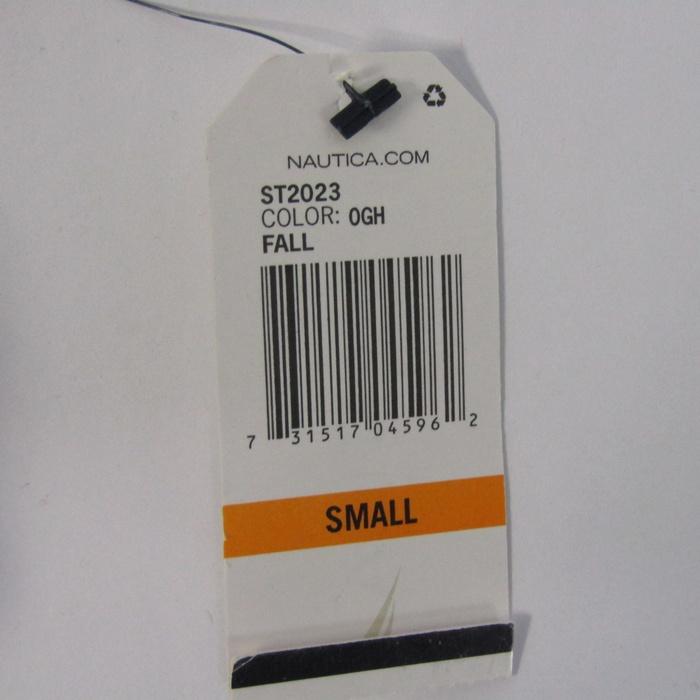 NAUTICA.COM
ST2023
COLOR: 0GH
FALL
7 31517 04596 2
SMALL